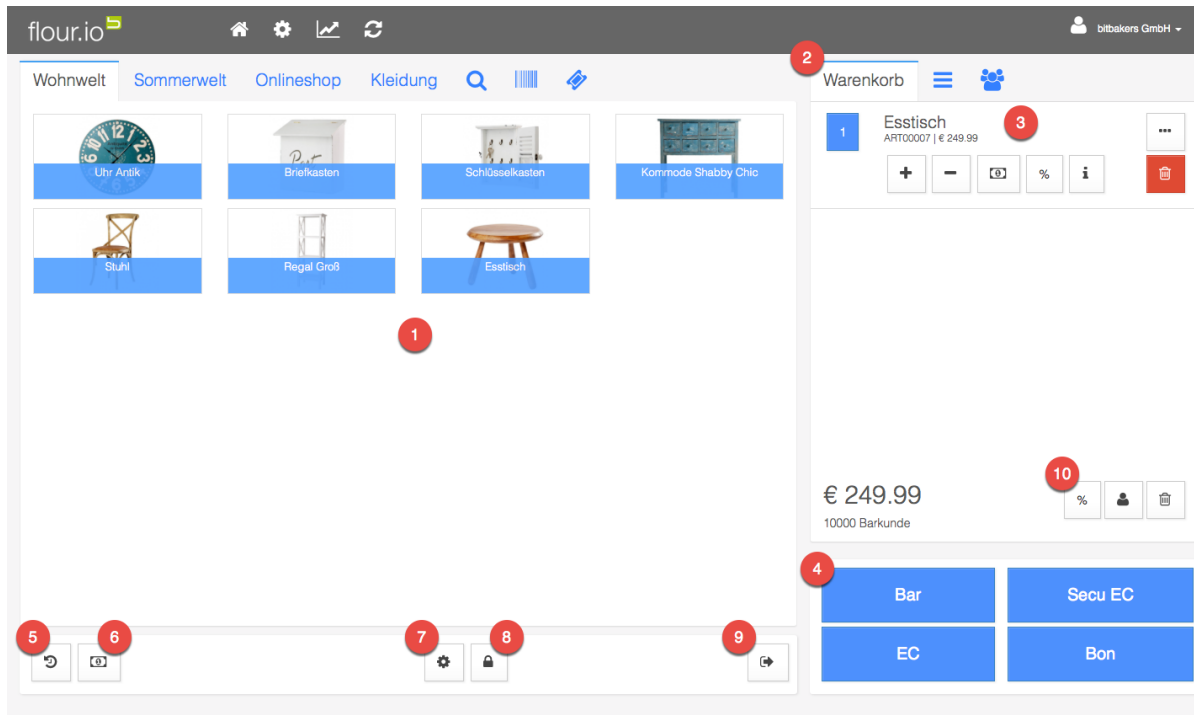 flour.io
bitbakers GmbH
Wohnwelt Sommerwelt Onlineshop Kleidung
2
Warenkorb
Uhr Antik Briefkasten Schlüsselkasten Kommode Shabby Chic
Stuhl Regal Groß Esstisch
1
1 Esstisch 3
ART00007 | € 249.99
%
10
€ 249.99 %
10000 Barkunde
4
Bar Secu EC
EC Bon
5 6 7 8 9